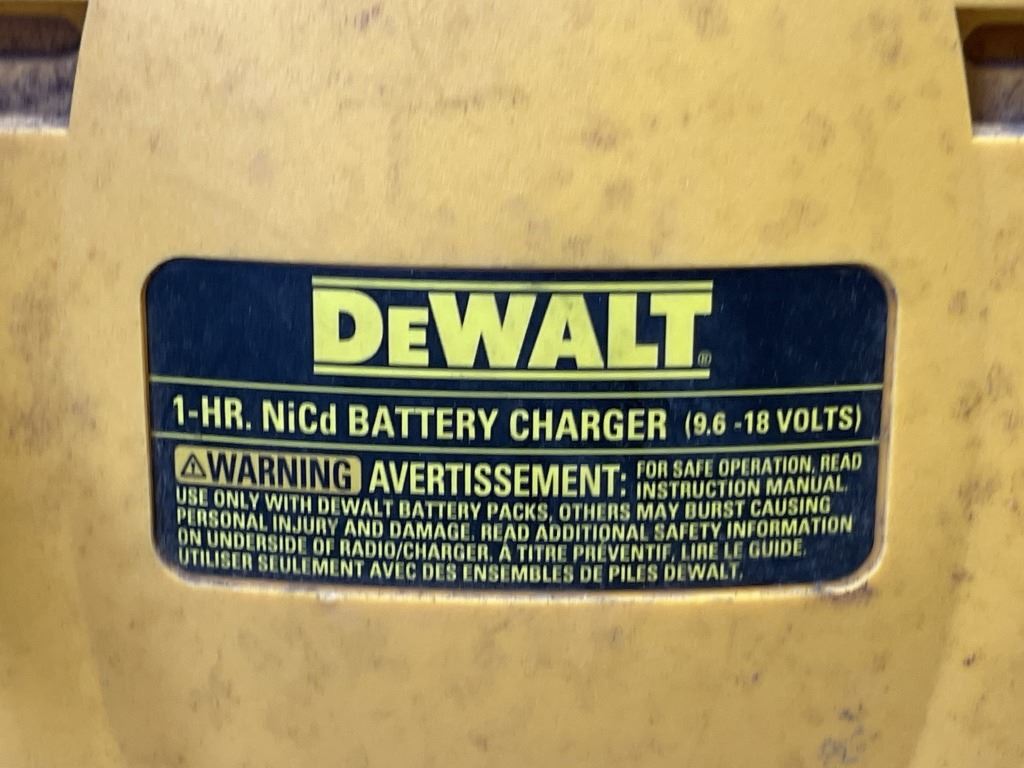 DEWALT®
1-HR. NiCd BATTERY CHARGER (9.6 -18 VOLTS)
⚠WARNING AVERTISSEMENT: FOR SAFE OPERATION, READ
INSTRUCTION MANUAL.
USE ONLY WITH DEWALT BATTERY PACKS, OTHERS MAY BURST CAUSING
PERSONAL INJURY AND DAMAGE. READ ADDITIONAL SAFETY INFORMATION
ON UNDERSIDE OF RADIO/CHARGER. À TITRE PRÉVENTIF, LIRE LE GUIDE.
UTILISER SEULEMENT AVEC DES ENSEMBLES DE PILES DEWALT.